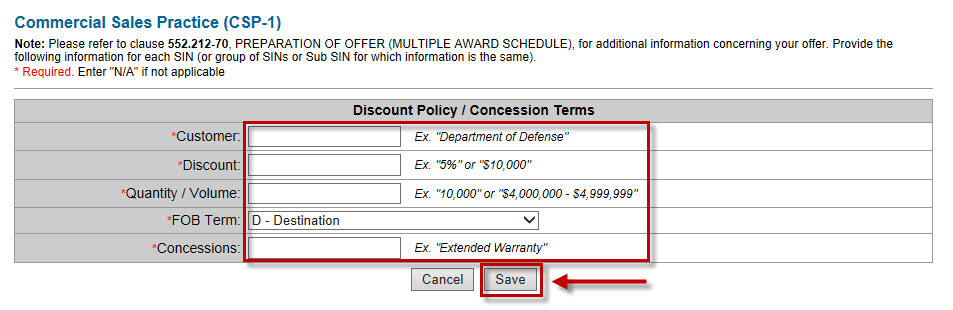 Commercial Sales Practice (CSP-1)
Note: Please refer to clause 552.212-70, PREPARATION OF OFFER (MULTIPLE AWARD SCHEDULE), for additional information concerning your offer. Provide the
following information for each SIN (or group of SINs or Sub SIN for which information is the same).
* Required. Enter "N/A" if not applicable
Discount Policy / Concession Terms
*Customer: Ex. "Department of Defense"
*Discount: Ex. "5%" or "$10,000"
*Quantity / Volume: Ex. "10,000" or "$4,000,000 - $4,999,999"
*FOB Term: D - Destination
*Concessions: Ex. "Extended Warranty"
Cancel Save